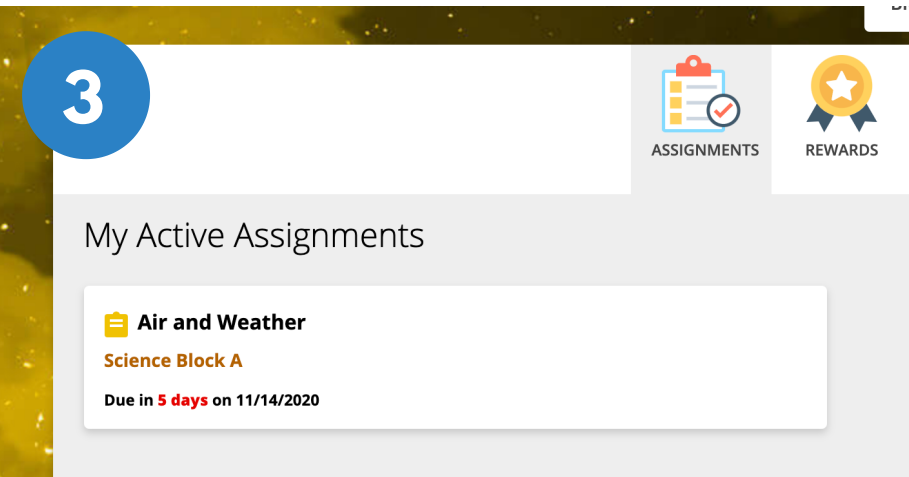 3
ASSIGNMENTS
REWARDS
My Active Assignments
Air and Weather
Science Block A
Due in 5 days on 11/14/2020